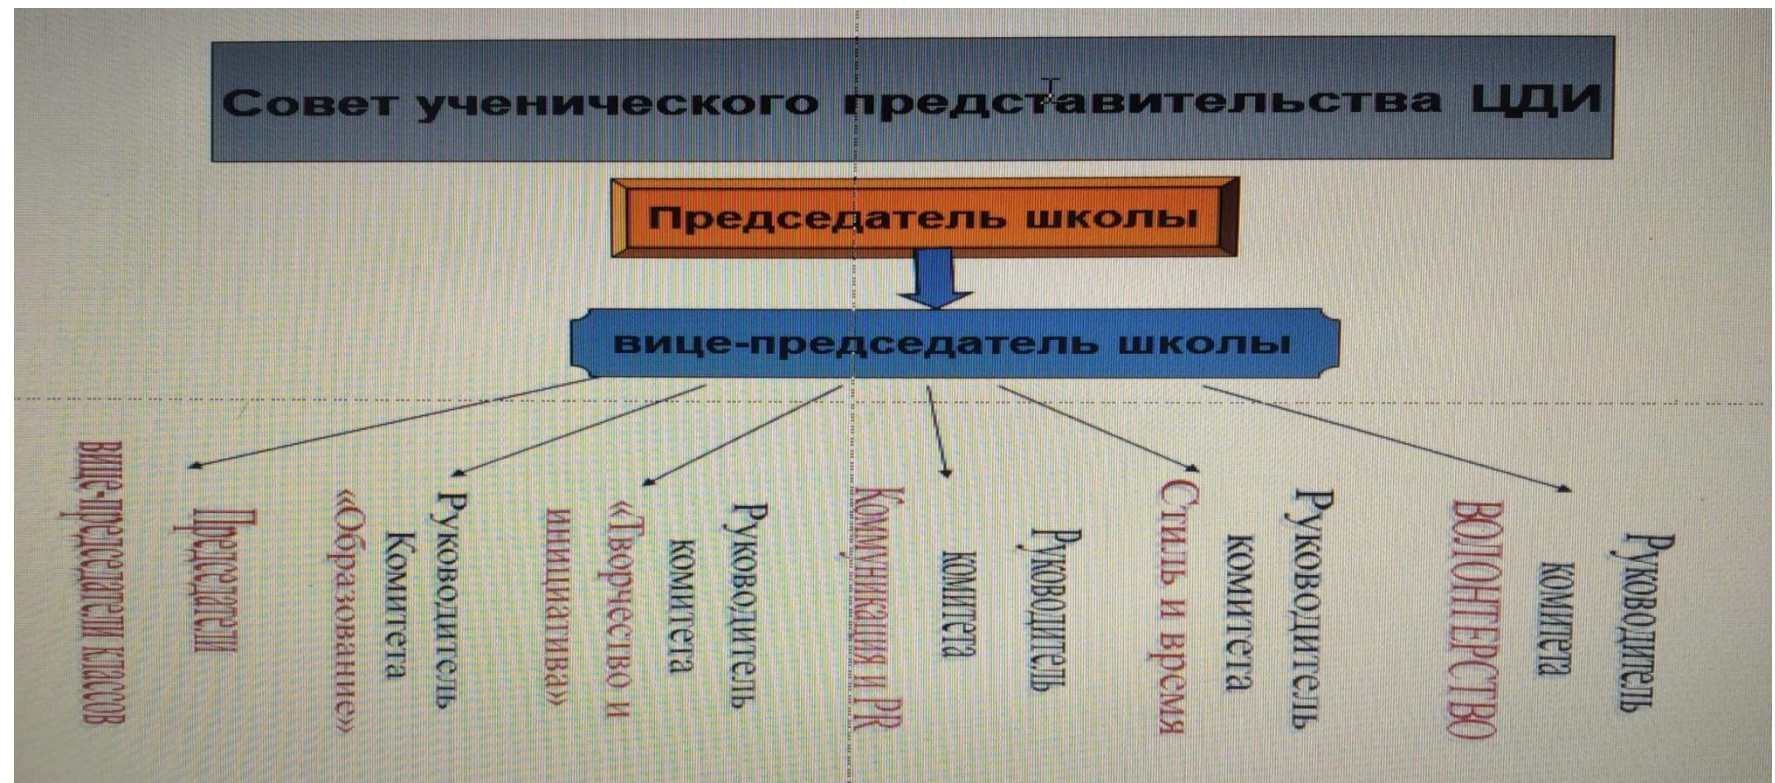 Совет ученического представительства ЦДИ
Председатель школы
вице-председатель школы
Председатели
вице-председатели классов
Руководитель
Комитета
«Образование»
Руководитель
комитета
«Творчество и
инициатива»
Руководитель
комитета
Коммуникация и PR
Руководитель
комитета
Стиль и время
Руководитель
комитета
ВОЛОНТЕРСТВО